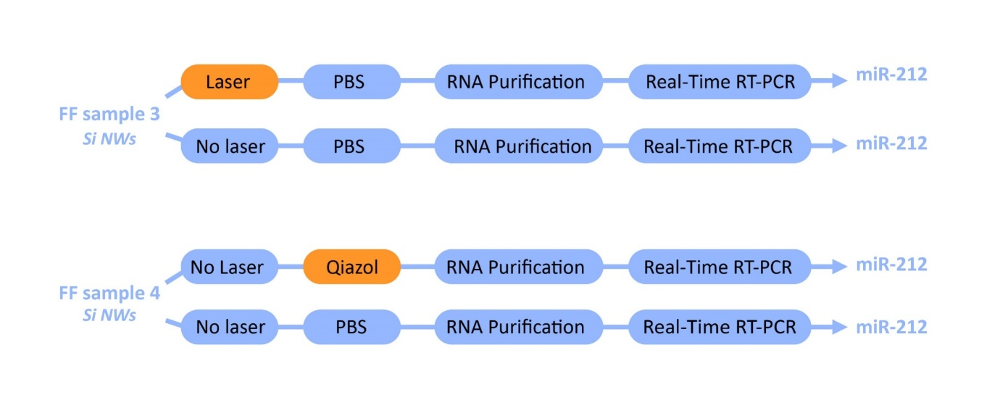 Laser PBS RNA Purification Real-Time RT-PCR miR-212
FF sample 3
Si NWs
No laser PBS RNA Purification Real-Time RT-PCR miR-212
No Laser Qiazol RNA Purification Real-Time RT-PCR miR-212
FF sample 4
Si NWs
No laser PBS RNA Purification Real-Time RT-PCR miR-212